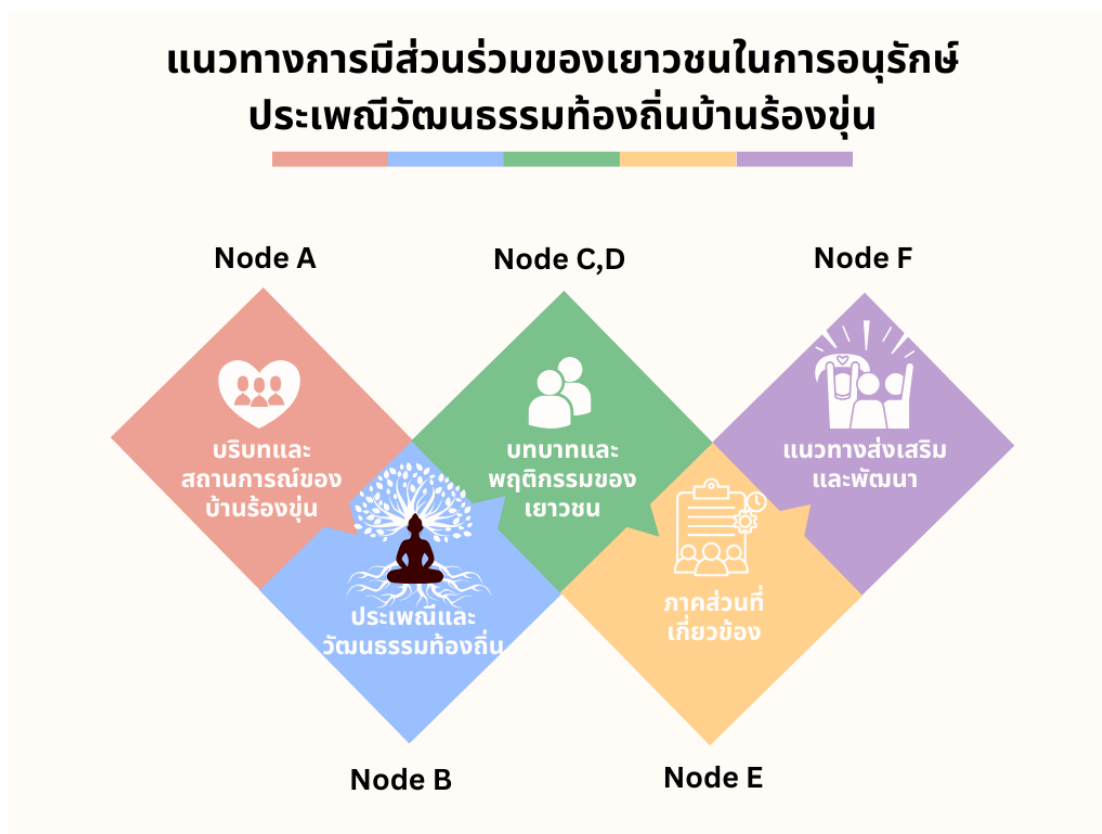 แนวทางการมีส่วนร่วมของเยาวชนในการอนุรักษ์
ประเพณีวัฒนธรรมท้องถิ่นบ้านร้องขุ่น
Node A
Node C,D
Node F
บริบทและ
สถานการณ์ของ
บ้านร้องขุ่น
บทบาทและ
พฤติกรรมของ
เยาวชน
แนวทางส่งเสริม
และพัฒนา
ประเพณีและ
วัฒนธรรมท้องถิ่น
ภาคส่วนที่
เกี่ยวข้อง
Node B
Node E